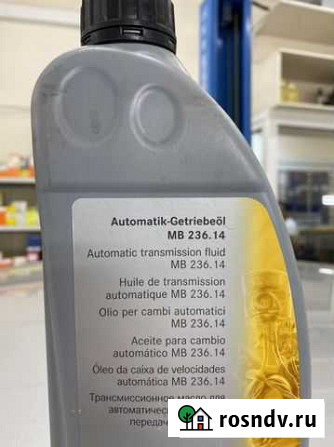 Automatik-Getriebeöl
MB 236.14
Automatic transmission fluid
MB 236.14
Huile de transmission
automatique MB 236.14
Olio per cambi automatici
MB 236.14
Aceite para cambio
automático MB 236.14
Óleo da caixa de velocidades
automática MB 236.14
Трансмиссионное масло для
rosndv.ru